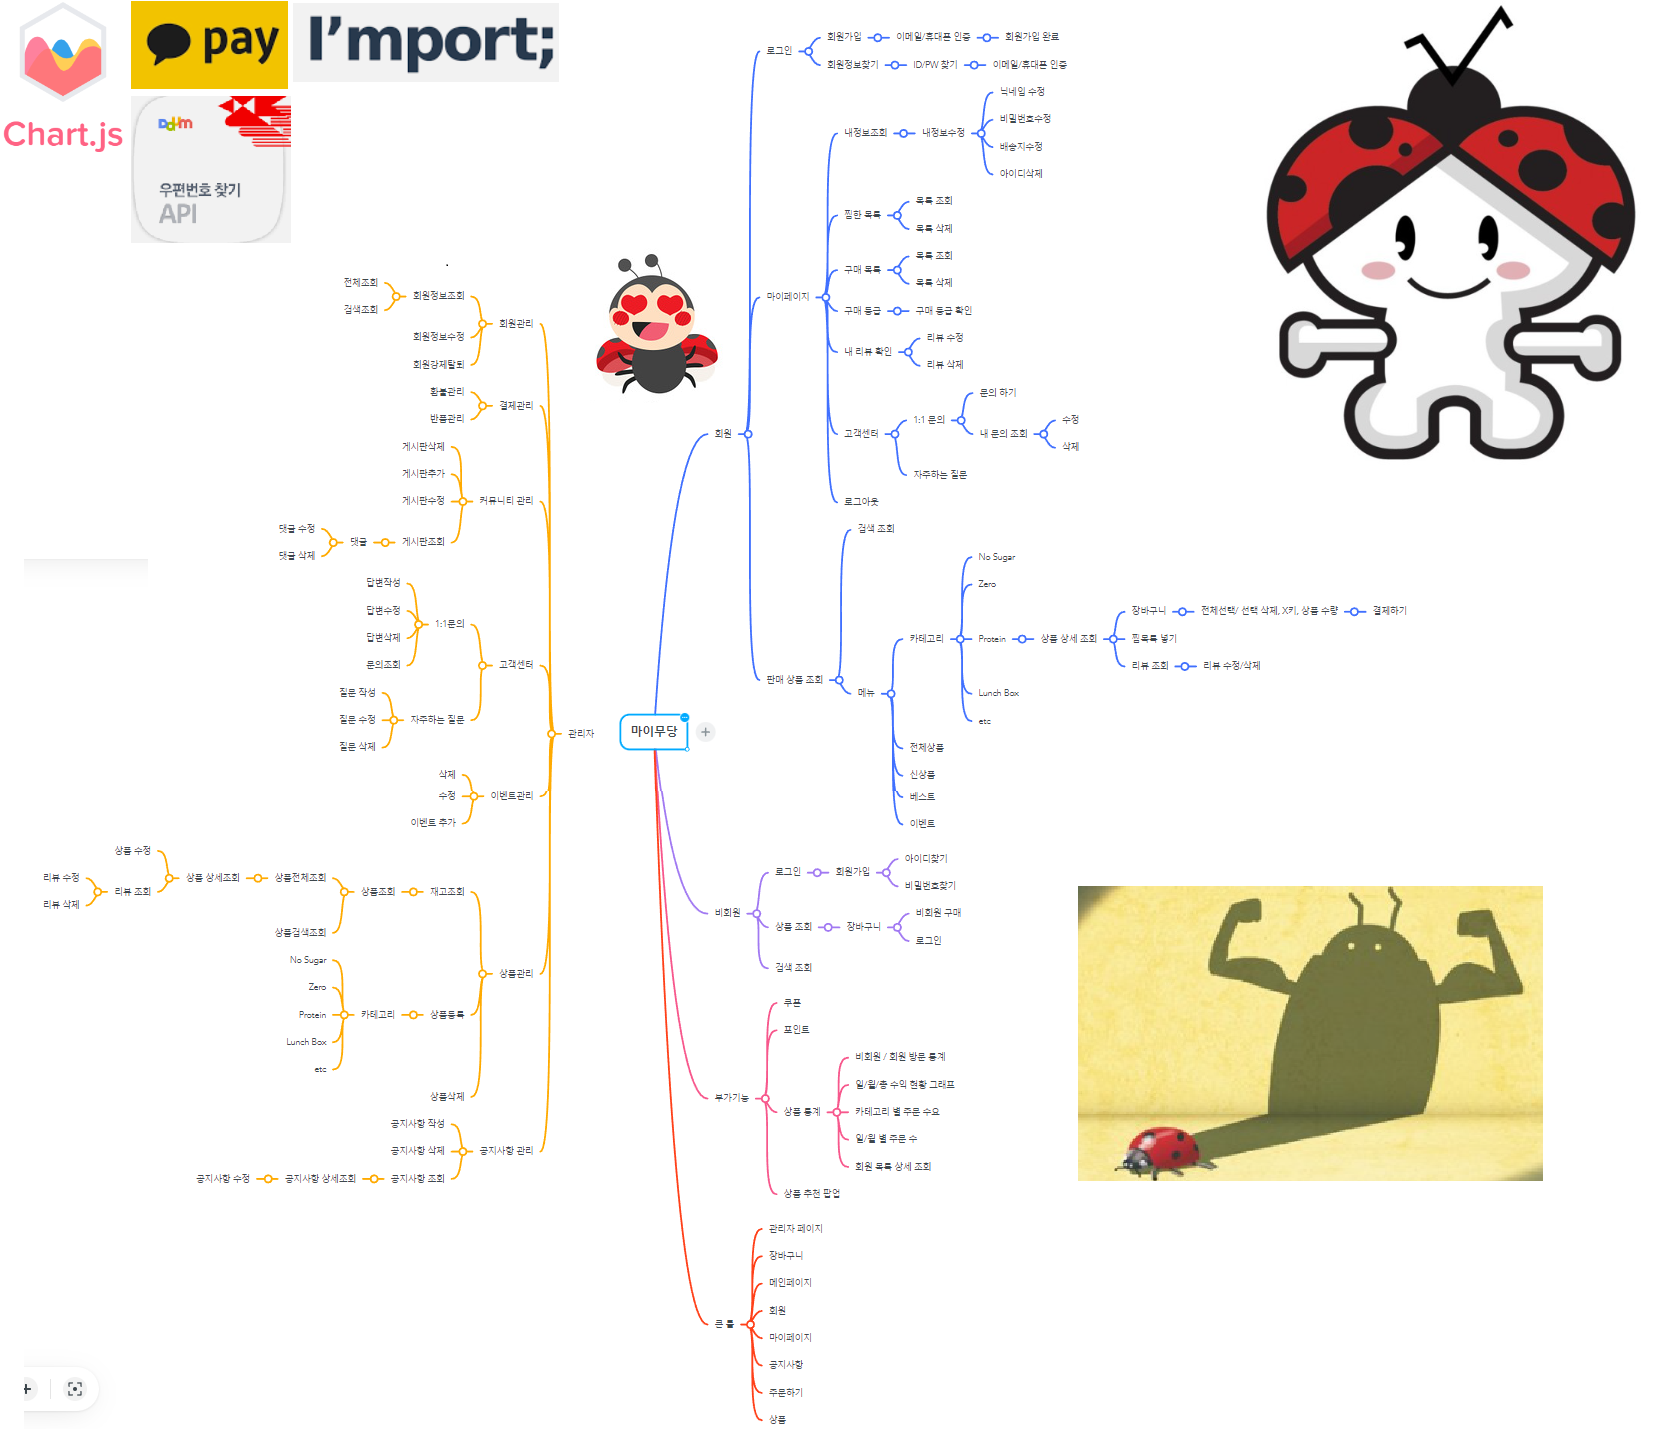 Chart.js
pay
I'mport;
Daum
우편번호 찾기
API
마이무당
회원
로그인
회원가입
이메일/휴대폰 인증
회원가입 완료
회원정보찾기
ID/PW 찾기
이메일/휴대폰 인증
마이페이지
내정보조회
내정보수정
닉네임 수정
비밀번호수정
배송지수정
아이디삭제
찜한 목록
목록 조회
목록 삭제
구매 목록
목록 조회
목록 삭제
구매 등급
구매 등급 확인
내 리뷰 확인
리뷰 수정
리뷰 삭제
고객센터
1:1 문의
문의 하기
내 문의 조회
수정
삭제
자주하는 질문
로그아웃
판매 상품 조회
검색 조회
메뉴
카테고리
No Sugar
Zero
Protein
상품 상세 조회
장바구니
전체선택/ 선택 삭제, X키, 상품 수량
결제하기
찜목록 넣기
리뷰 조회
리뷰 수정/삭제
Lunch Box
etc
전체상품
신상품
베스트
이벤트
비회원
로그인
회원가입
아이디찾기
비밀번호찾기
상품 조회
장바구니
비회원 구매
로그인
검색 조회
부가기능
쿠폰
포인트
상품 통계
비회원 / 회원 방문 통계
일/월/총 수익 현황 그래프
카테고리 별 주문 수요
일/월 별 주문 수
회원 목록 상세 조회
상품 추천 팝업
큰 틀
관리자 페이지
장바구니
메인페이지
회원
마이페이지
공지사항
주문하기
상품
관리자
회원관리
회원정보조회
전체조회
검색조회
회원정보수정
회원강제탈퇴
결제관리
환불관리
반품관리
커뮤니티 관리
게시판삭제
게시판추가
게시판수정
게시판조회
댓글
댓글 수정
댓글 삭제
고객센터
1:1문의
답변작성
답변수정
답변삭제
문의조회
자주하는 질문
질문 작성
질문 수정
질문 삭제
이벤트관리
삭제
수정
이벤트 추가
상품관리
재고조회
상품조회
상품전체조회
상품 상세조회
상품 수정
리뷰 조회
리뷰 수정
리뷰 삭제
상품검색조회
상품등록
카테고리
No Sugar
Zero
Protein
Lunch Box
etc
상품삭제
공지사항 관리
공지사항 작성
공지사항 삭제
공지사항 조회
공지사항 상세조회
공지사항 수정